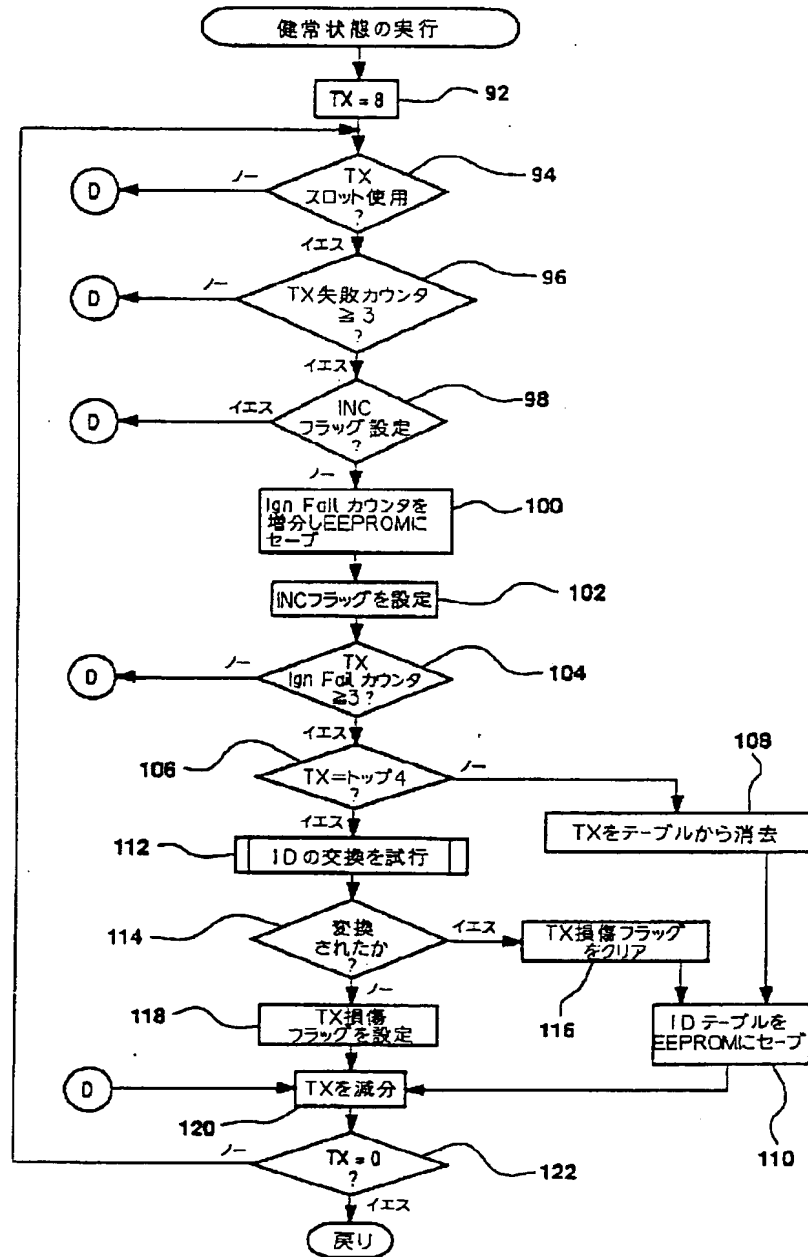 健常状態の実行
TX = 8
92
TX
スロット使用
?
94
ノー
D
イエス
TX失敗カウンタ
≧ 3
?
96
ノー
D
イエス
INC
フラッグ設定
?
98
イエス
D
ノー
Ign Fail カウンタを
増分しEEPROMに
セーブ
100
INCフラッグを設定
102
TX
Ign Fail カウンタ
≧3 ?
104
ノー
D
イエス
106
TX=トップ4
?
ノー
108
TXをテーブルから消去
イエス
112
IDの交換を試行
114
変換
されたか
?
イエス
TX損傷フラッグ
をクリア
116
ノー
118
TX損傷
フラッグを設定
IDテーブルを
EEPROMにセーブ
110
D
TXを減分
120
TX = 0
?
122
ノー
イエス
戻り